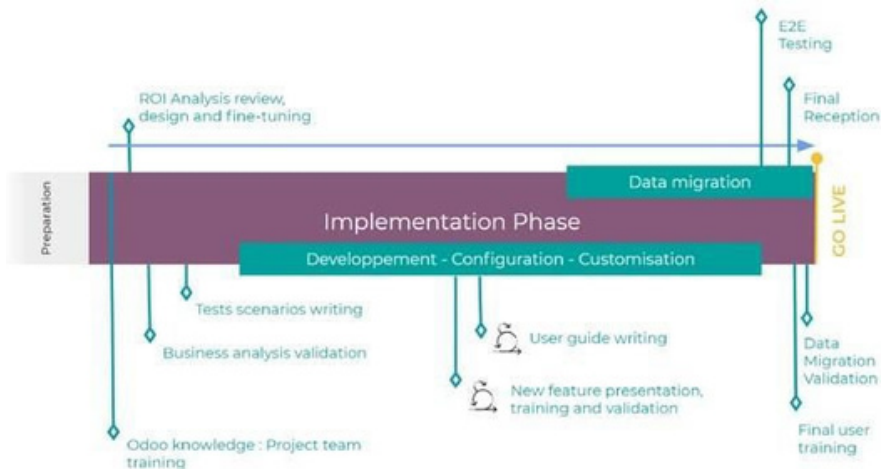 E2E
Testing
ROI Analysis review,
design and fine-tuning
Final
Reception
Preparation
Data migration
Implementation Phase
GO LIVE
Developpement - Configuration - Customisation
Tests scenarios writing
User guide writing
Business analysis validation
Data
Migration
Validation
New feature presentation,
training and validation
Final user
training
Odoo knowledge : Project team
training